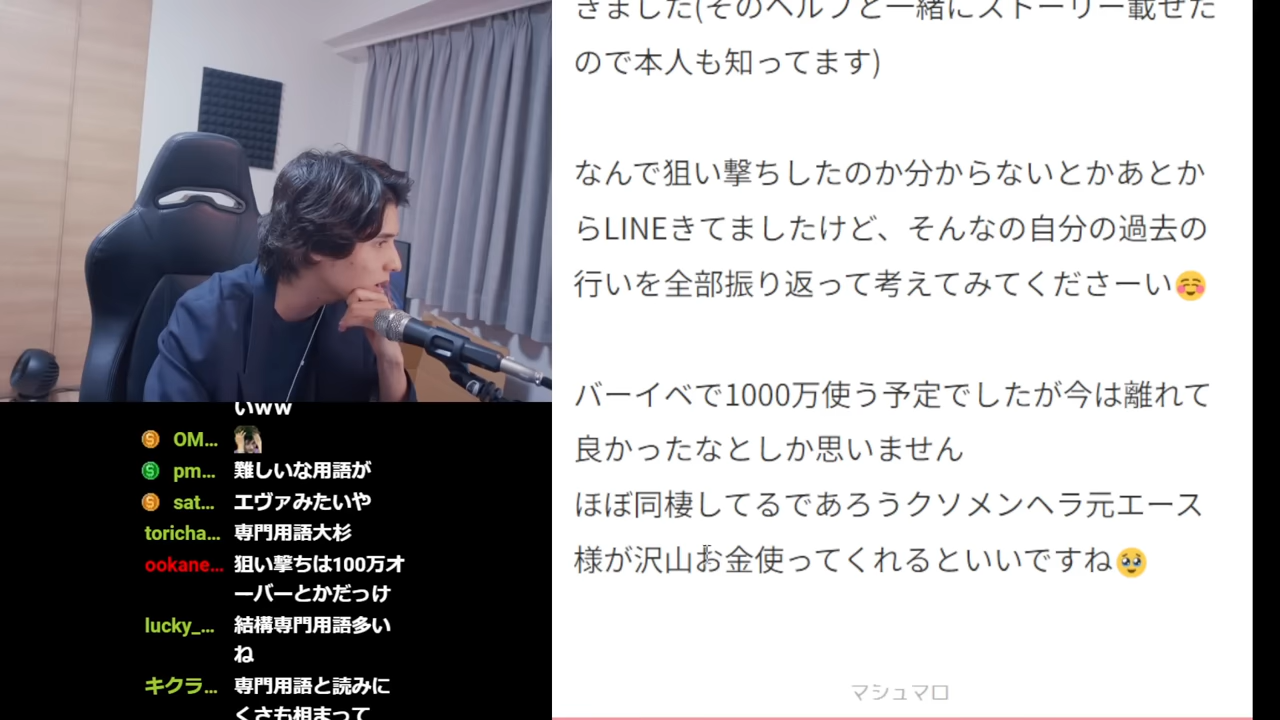 きました(そのヘルプと一緒にストーリー載せた
ので本人も知ってます)
なんで狙い撃ちしたのか分からないとかあとか
らLINEきてましたけど、そんなの自分の過去の
行いを全部振り返って考えてみてくださーい☺️
バーイベで1000万使う予定でしたが今は離れて
良かったなとしか思いません
ほぼ同棲してるであろうクソメンヘラ元エース
様が沢山お金使ってくれるといいですね🥹
マシュマロ
いww
OM...
pm... 難しいな用語が
sat... エヴァみたいや
toricha... 専門用語大杉
ookane... 狙い撃ちは100万オ
ーバーとかだっけ
lucky_... 結構専門用語多い
ね
キクラ... 専門用語と読みに
くさも相まって